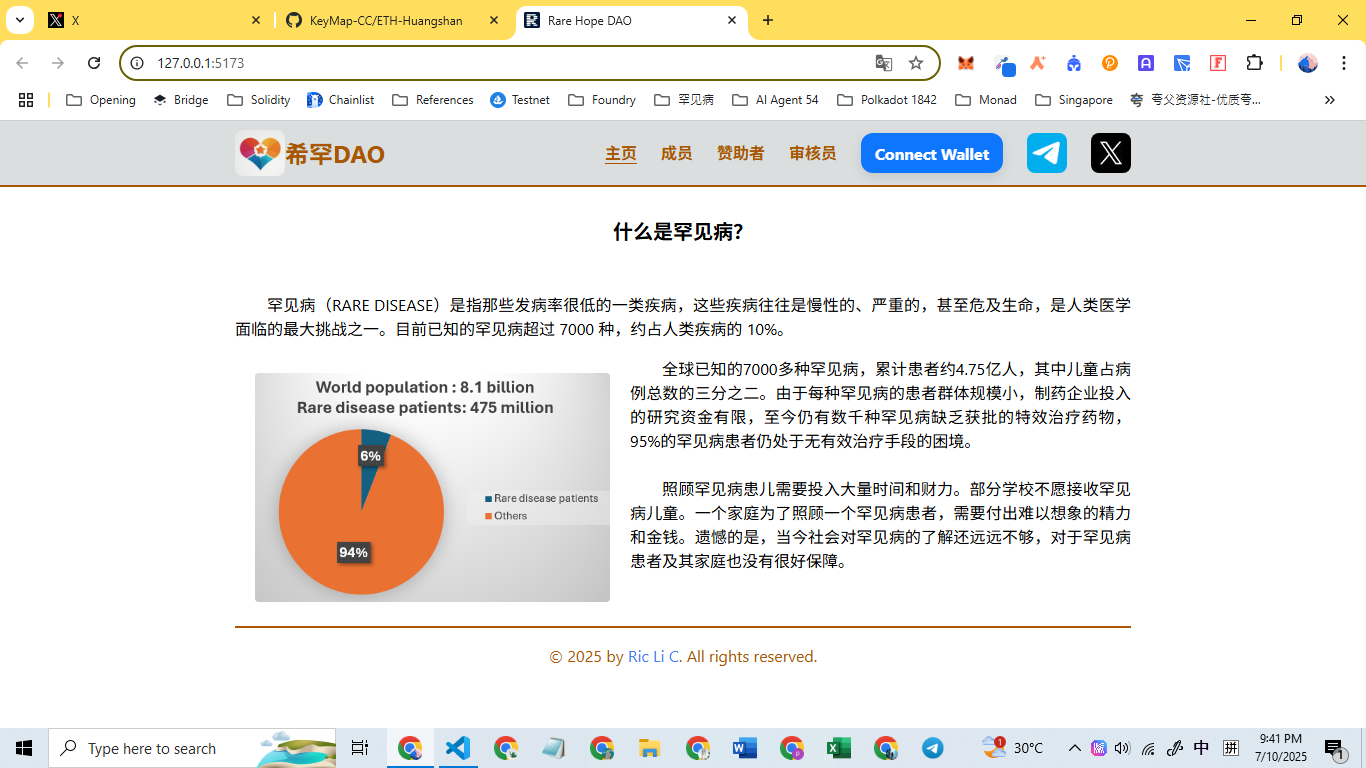 X
KeyMap-CC/ETH-Huangshan
Rare Hope DAO
127.0.0.1:5173
Opening
Bridge
Solidity
Chainlist
References
Testnet
Foundry
罕见病
AI Agent 54
Polkadot 1842
Monad
Singapore
夸父资源社-优质夸...
希罕DAO
主页
成员
赞助者
审核员
Connect Wallet
什么是罕见病？
罕见病（RARE DISEASE）是指那些发病率很低的一类疾病，这些疾病往往是慢性的、严重的，甚至危及生命，是人类医学
面临的最大挑战之一。目前已知的罕见病超过 7000 种，约占人类疾病的 10%。
World population : 8.1 billion
Rare disease patients: 475 million
6%
94%
Rare disease patients
Others
全球已知的7000多种罕见病，累计患者约4.75亿人，其中儿童占病
例总数的三分之二。由于每种罕见病的患者群体规模小，制药企业投入
的研究资金有限，至今仍有数千种罕见病缺乏获批的特效治疗药物，
95%的罕见病患者仍处于无有效治疗手段的困境。
照顾罕见病患儿需要投入大量时间和财力。部分学校不愿接收罕见
病儿童。一个家庭为了照顾一个罕见病患者，需要付出难以想象的精力
和金钱。遗憾的是，当今社会对罕见病的了解还远远不够，对于罕见病
患者及其家庭也没有很好保障。
© 2025 by Ric Li C. All rights reserved.
Type here to search
1
30°C
中
拼
9:41 PM
7/10/2025
1